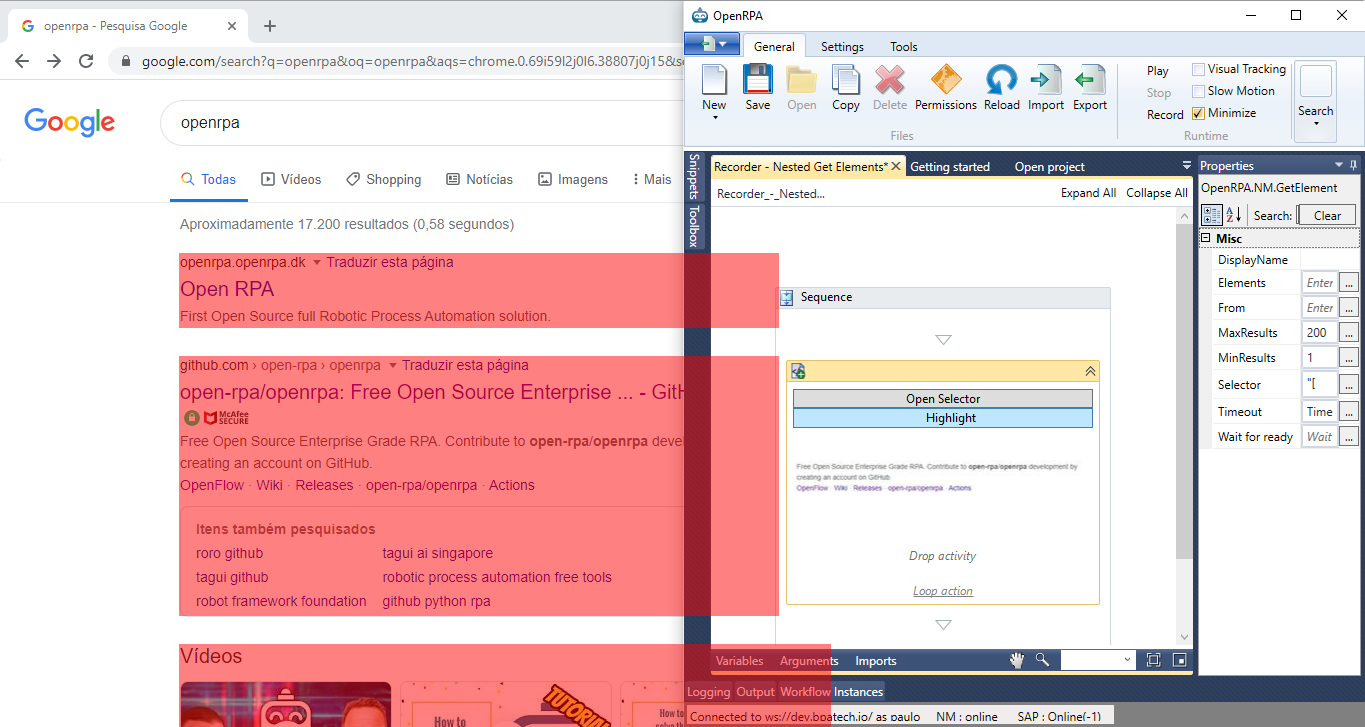 openrpa - Pesquisa Google
google.com/search?q=openrpa&oq=openrpa&aqs=chrome.0.69i59l2j0l6.38807j0j15&s
Google
openrpa
Todas
Vídeos
Shopping
Notícias
Imagens
Mais
Aproximadamente 17.200 resultados (0,58 segundos)
openrpa.openrpa.dk Traduzir esta página
Open RPA
First Open Source full Robotic Process Automation solution.
github.com › open-rpa › openrpa Traduzir esta página
open-rpa/openrpa: Free Open Source Enterprise ... - GitH
McAfee
SECURE
Free Open Source Enterprise Grade RPA. Contribute to open-rpa/openrpa deve
creating an account on GitHub.
OpenFlow · Wiki · Releases · open-rpa/openrpa · Actions
Itens também pesquisados
roro github
tagui ai singapore
tagui github
robotic process automation free tools
robot framework foundation
github python rpa
Vídeos
How to
TUTORIAL
How to
OpenRPA
General
Settings
Tools
New
Save
Open
Copy
Delete
Permissions
Reload
Import
Export
Files
Play
Stop
Record
Visual Tracking
Slow Motion
Minimize
Runtime
Search
Snippets
Toolbox
Recorder - Nested Get Elements*
Getting started
Open project
Recorder_-_Nested...
Expand All
Collapse All
Sequence
Open Selector
Highlight
Free Open Source Enterprise Grade RPA. Contribute to open-rpa/openrpa development by
creating an account on GitHub.
OpenFlow · Wiki · Releases · open-rpa/openrpa · Actions
Drop activity
Loop action
Variables
Arguments
Imports
Properties
OpenRPA.NM.GetElement
Search:
Clear
Misc
DisplayName
Elements Enter ...
From Enter ...
MaxResults 200 ...
MinResults 1 ...
Selector "[ ...
Timeout Time ...
Wait for ready Wait ...
Logging
Output
Workflow Instances
Connected to ws://dev.bpatech.io/ as paulo
NM : online
SAP : Online(-1)